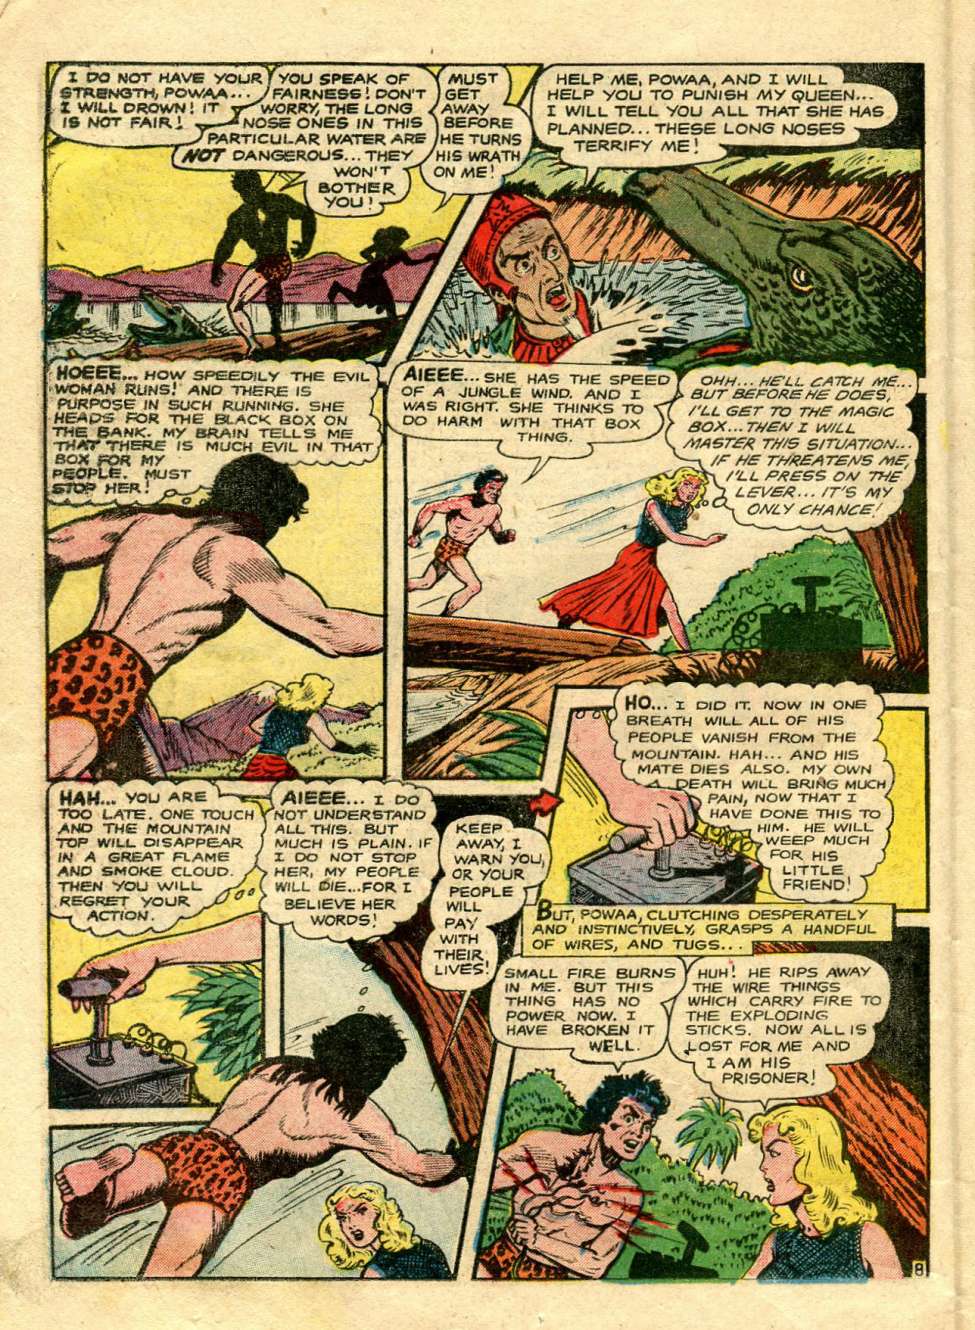 I DO NOT HAVE YOUR
STRENGTH, POWAA...
I WILL DROWN! IT
IS NOT FAIR!
YOU SPEAK OF
FAIRNESS! DON'T
WORRY, THE LONG
NOSE ONES IN THIS
PARTICULAR WATER ARE
NOT DANGEROUS... THEY
WON'T
BOTHER
YOU!
MUST
GET
AWAY
BEFORE
HE TURNS
HIS WRATH
ON ME!
HELP ME, POWAA, AND I WILL
HELP YOU TO PUNISH MY QUEEN...
I WILL TELL YOU ALL THAT SHE HAS
PLANNED... THESE LONG NOSES
TERRIFY ME!
HOEEE... HOW SPEEDILY THE EVIL
WOMAN RUNS! AND THERE IS
PURPOSE IN SUCH RUNNING. SHE
HEADS FOR THE BLACK BOX ON
THE BANK. MY BRAIN TELLS ME
THAT THERE IS MUCH EVIL IN THAT
BOX FOR MY
PEOPLE. MUST
STOP HER!
AIEEE... SHE HAS THE SPEED
OF A JUNGLE WIND. AND I
WAS RIGHT. SHE THINKS TO
DO HARM WITH THAT BOX
THING.
OHH... HE'LL CATCH ME...
BUT BEFORE HE DOES,
I'LL GET TO THE MAGIC
BOX... THEN I WILL
MASTER THIS SITUATION...
IF HE THREATENS ME,
I'LL PRESS ON THE
LEVER... IT'S MY
ONLY CHANCE!
HAH... YOU ARE
TOO LATE. ONE TOUCH
AND THE MOUNTAIN
TOP WILL DISAPPEAR
IN A GREAT FLAME
AND SMOKE CLOUD.
THEN YOU WILL
REGRET YOUR
ACTION.
AIEEE... I DO
NOT UNDERSTAND
ALL THIS. BUT
MUCH IS PLAIN. IF
I DO NOT STOP
HER, MY PEOPLE
WILL DIE...FOR I
BELIEVE HER
WORDS!
KEEP
AWAY, I
WARN YOU,
OR YOUR
PEOPLE
WILL
PAY
WITH
THEIR
LIVES!
HO... I DID IT. NOW IN ONE
BREATH WILL ALL OF HIS
PEOPLE VANISH FROM THE
MOUNTAIN. HAH... AND HIS
MATE DIES ALSO. MY OWN
DEATH WILL BRING MUCH
PAIN, NOW THAT I
HAVE DONE THIS TO
HIM. HE WILL
WEEP MUCH
FOR HIS
LITTLE
FRIEND!
BUT, POWAA, CLUTCHING DESPERATELY
AND INSTINCTIVELY, GRASPS A HANDFUL
OF WIRES, AND TUGS...
SMALL FIRE BURNS
IN ME. BUT THIS
THING HAS NO
POWER NOW. I
HAVE BROKEN IT
WELL.
HUH! HE RIPS AWAY
THE WIRE THINGS
WHICH CARRY FIRE TO
THE EXPLODING
STICKS. NOW ALL IS
LOST FOR ME AND
I AM HIS
PRISONER!
8